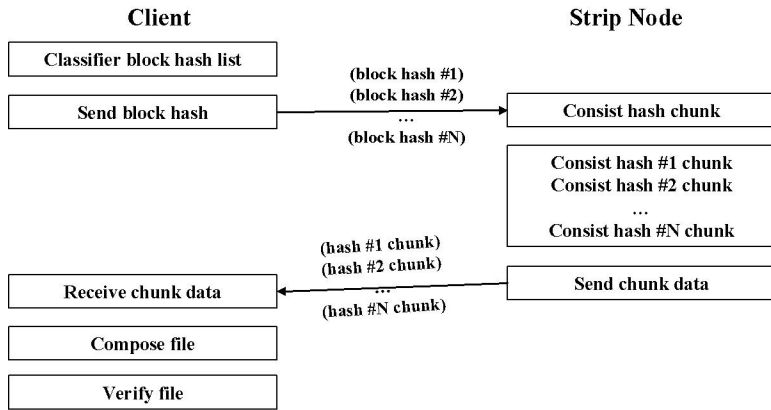 Client
Strip Node
Classifier block hash list
(block hash #1)
(block hash #2)
...
(block hash #N)
Send block hash
Consist hash chunk
Consist hash #1 chunk
Consist hash #2 chunk
...
Consist hash #N chunk
(hash #1 chunk)
(hash #2 chunk)
...
(hash #N chunk)
Send chunk data
Receive chunk data
Compose file
Verify file